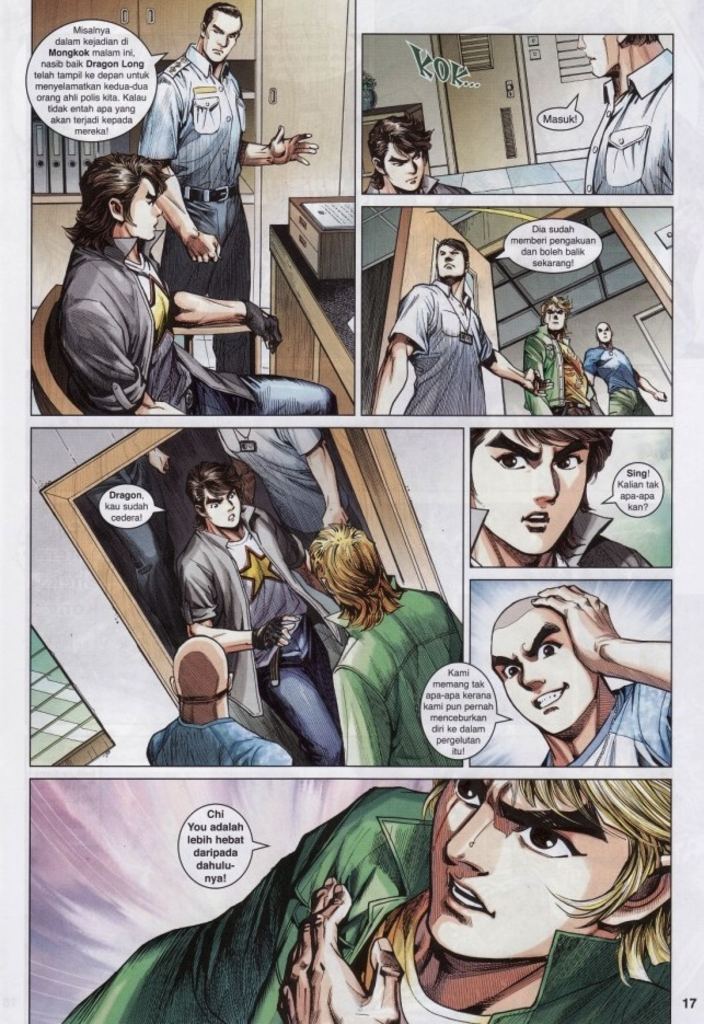 Misalnya
dalam kejadian di
Mongkok malam ini,
nasib baik Dragon Long
telah tampil ke depan untuk
menyelamatkan kedua-dua
orang ahli polis kita. Kalau
tidak entah apa yang
akan terjadi kepada
mereka!
KOK...
Masuk!
Dia sudah
memberi pengakuan
dan boleh balik
sekarang!
Dragon,
kau sudah
cedera!
Sing!
Kalian tak
apa-apa
kan?
Kami
memang tak
apa-apa kerana
kami pun pernah
menceburkan
diri ke dalam
pergelutan
itu!
Chi
You adalah
lebih hebat
daripada
dahulu-
nya!
17